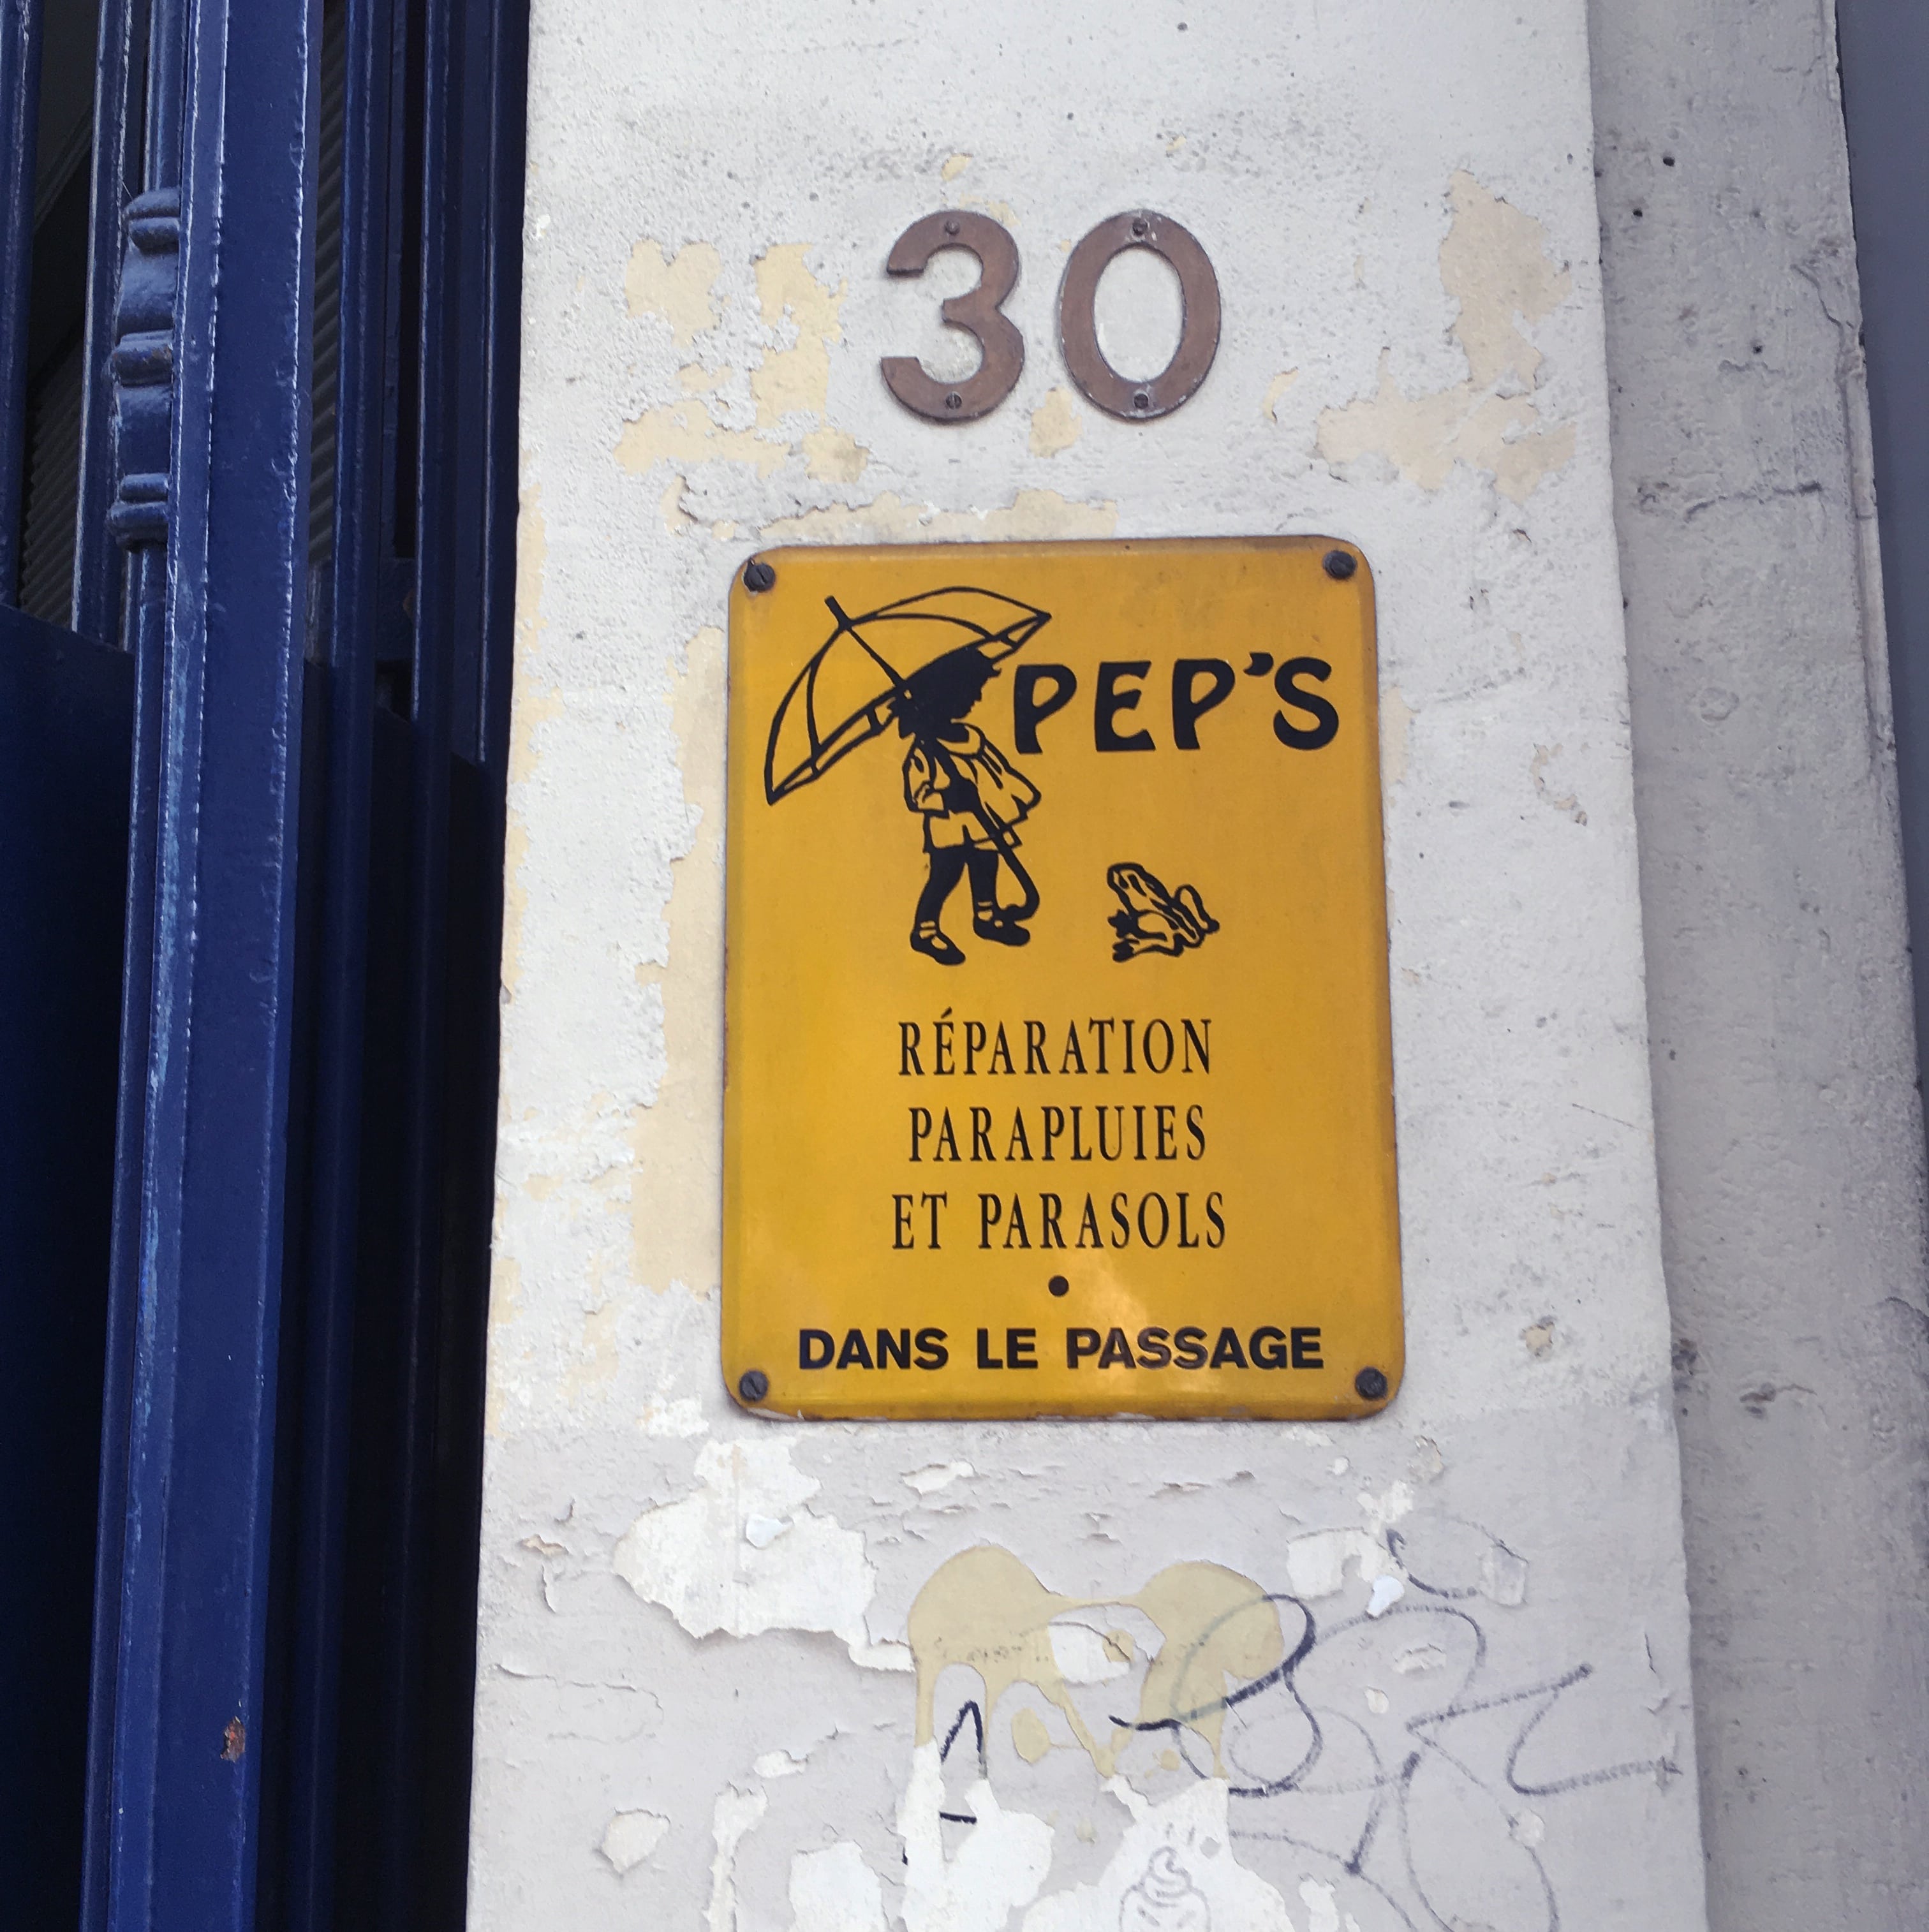 30
PEP'S
RÉPARATION
PARAPLUIES
ET PARASOLS
•
DANS LE PASSAGE